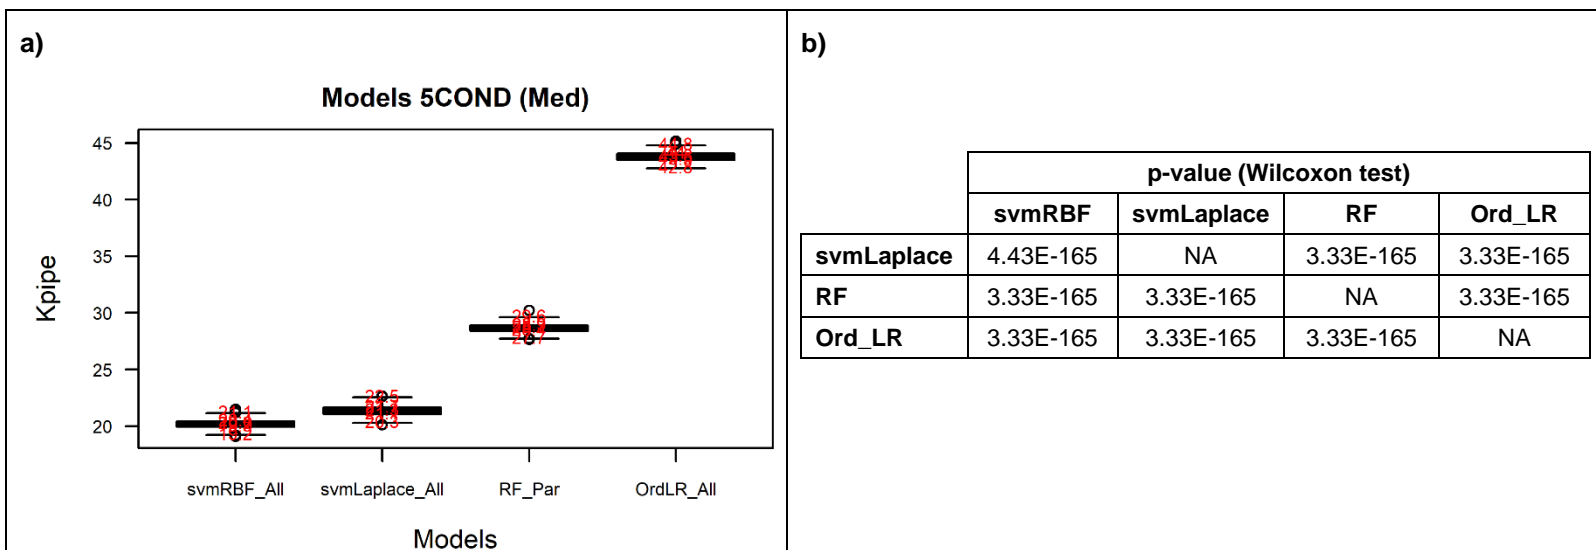 a)
Models 5COND (Med)
45
40
35
30
25
20
Kpipe
svmRBF_All svmLaplace_All RF_Par OrdLR_All
Models
b)
p-value (Wilcoxon test)
svmRBF svmLaplace RF Ord_LR
svmLaplace 4.43E-165 NA 3.33E-165 3.33E-165
RF 3.33E-165 3.33E-165 NA 3.33E-165
Ord_LR 3.33E-165 3.33E-165 3.33E-165 NA